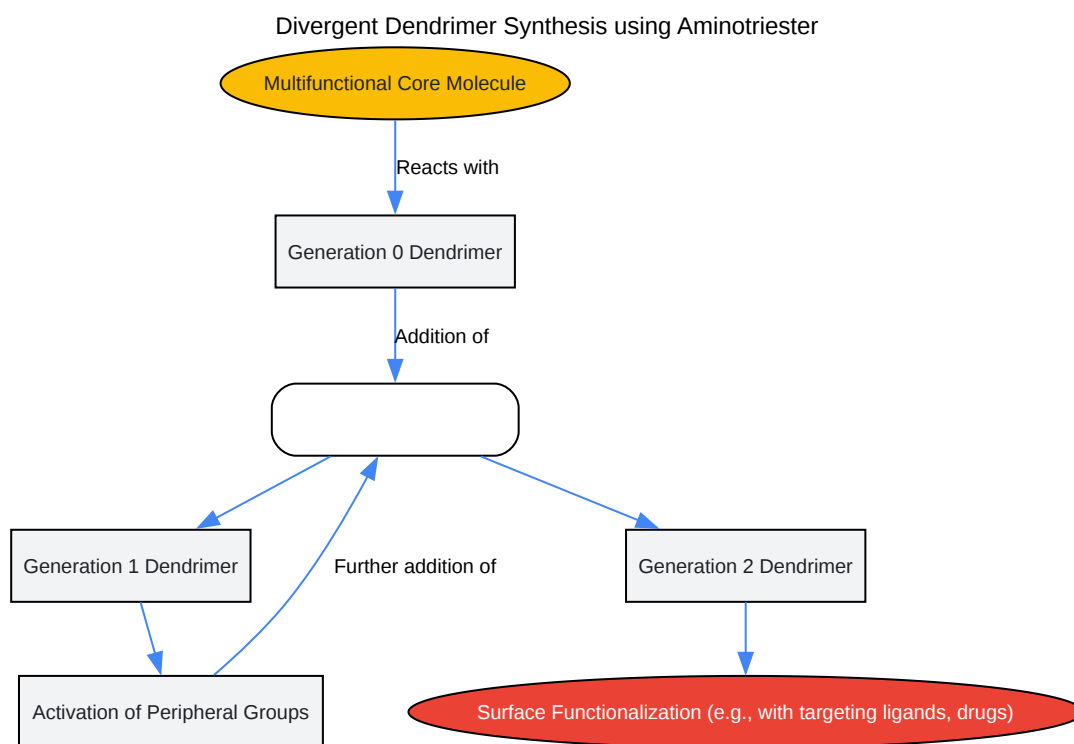 Divergent Dendrimer Synthesis using Aminotriester
Multifunctional Core Molecule
Reacts with
Generation 0 Dendrimer
Addition of
Generation 1 Dendrimer
Further addition of
Generation 2 Dendrimer
Activation of Peripheral Groups
Surface Functionalization (e.g., with targeting ligands, drugs)